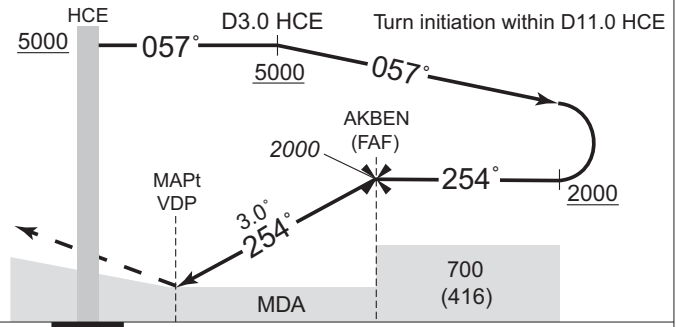 HCE
D3.0 HCE
Turn initiation within D11.0 HCE
5000
057°
5000
057°
AKBEN
(FAF)
2000
MAPt
VDP
254°
2000
3.0°
254°
700
(416)
MDA